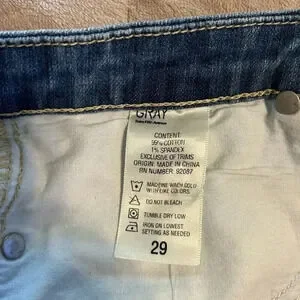 GRAY
CONTENT:
99% COTTON
1% SPANDEX
EXCLUSIVE OF TRIMS
ORIGIN: MADE IN CHINA
RN NUMBER: 92087
MACHINE WASH COLD
WITH LIKE COLORS
DO NOT BLEACH
TUMBLE DRY LOW
IRON ON LOWEST
SETTING AS NEEDED
29